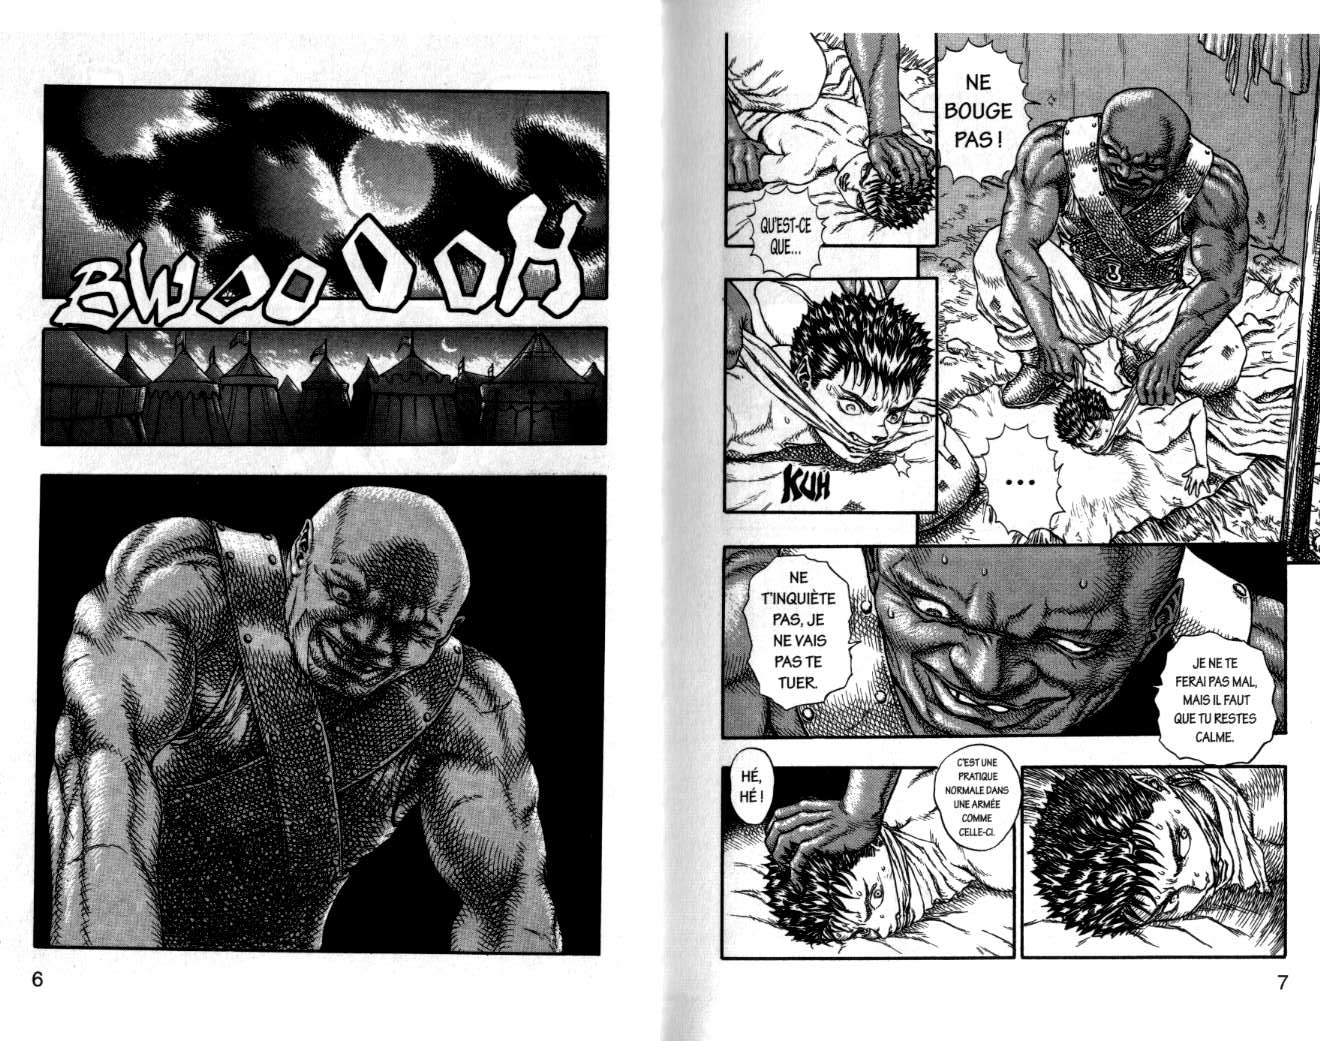 BWOOOOOH
6
NE
BOUGE
PAS !
QU'EST-CE
QUE...
KUH
...
NE
T'INQUIÈTE
PAS, JE
NE VAIS
PAS TE
TUER.
JE NE TE
FERAI PAS MAL,
MAIS IL FAUT
QUE TU RESTES
CALME.
HÉ,
HÉ !
C'EST UNE
PRATIQUE
NORMALE DANS
UNE ARMÉE
COMME
CELLE-CI.
7